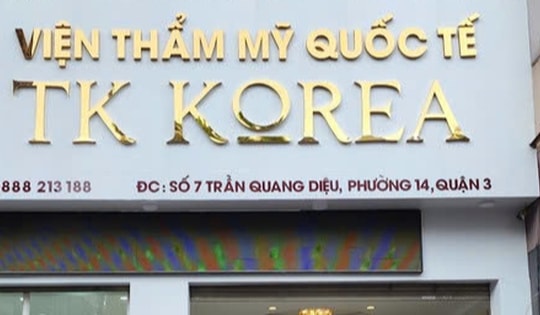 VIỆN THẨM MỸ QUỐC TẾ
TK KOREA
888 213 188 ĐC: SỐ 7 TRẦN QUANG DIỆU, PHƯỜNG 14, QUẬN 3